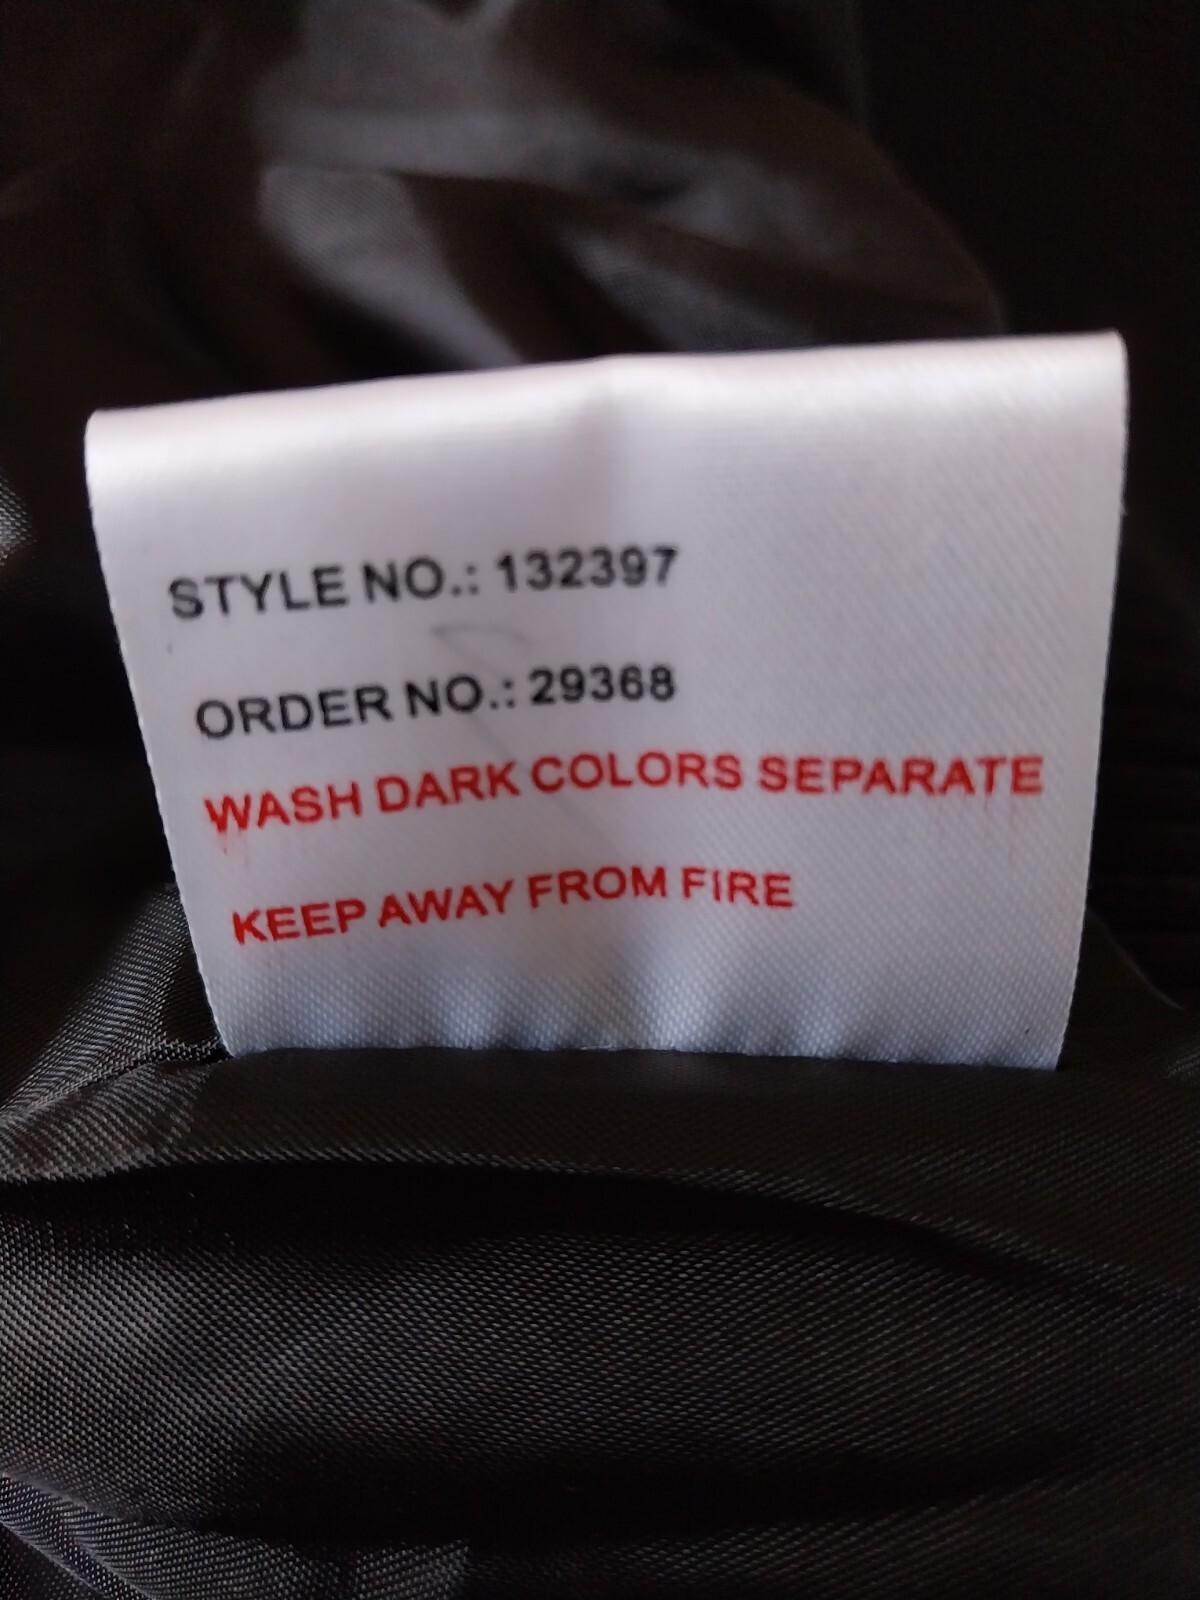 STYLE NO.: 132397
ORDER NO.: 29368
WASH DARK COLORS SEPARATE
KEEP AWAY FROM FIRE